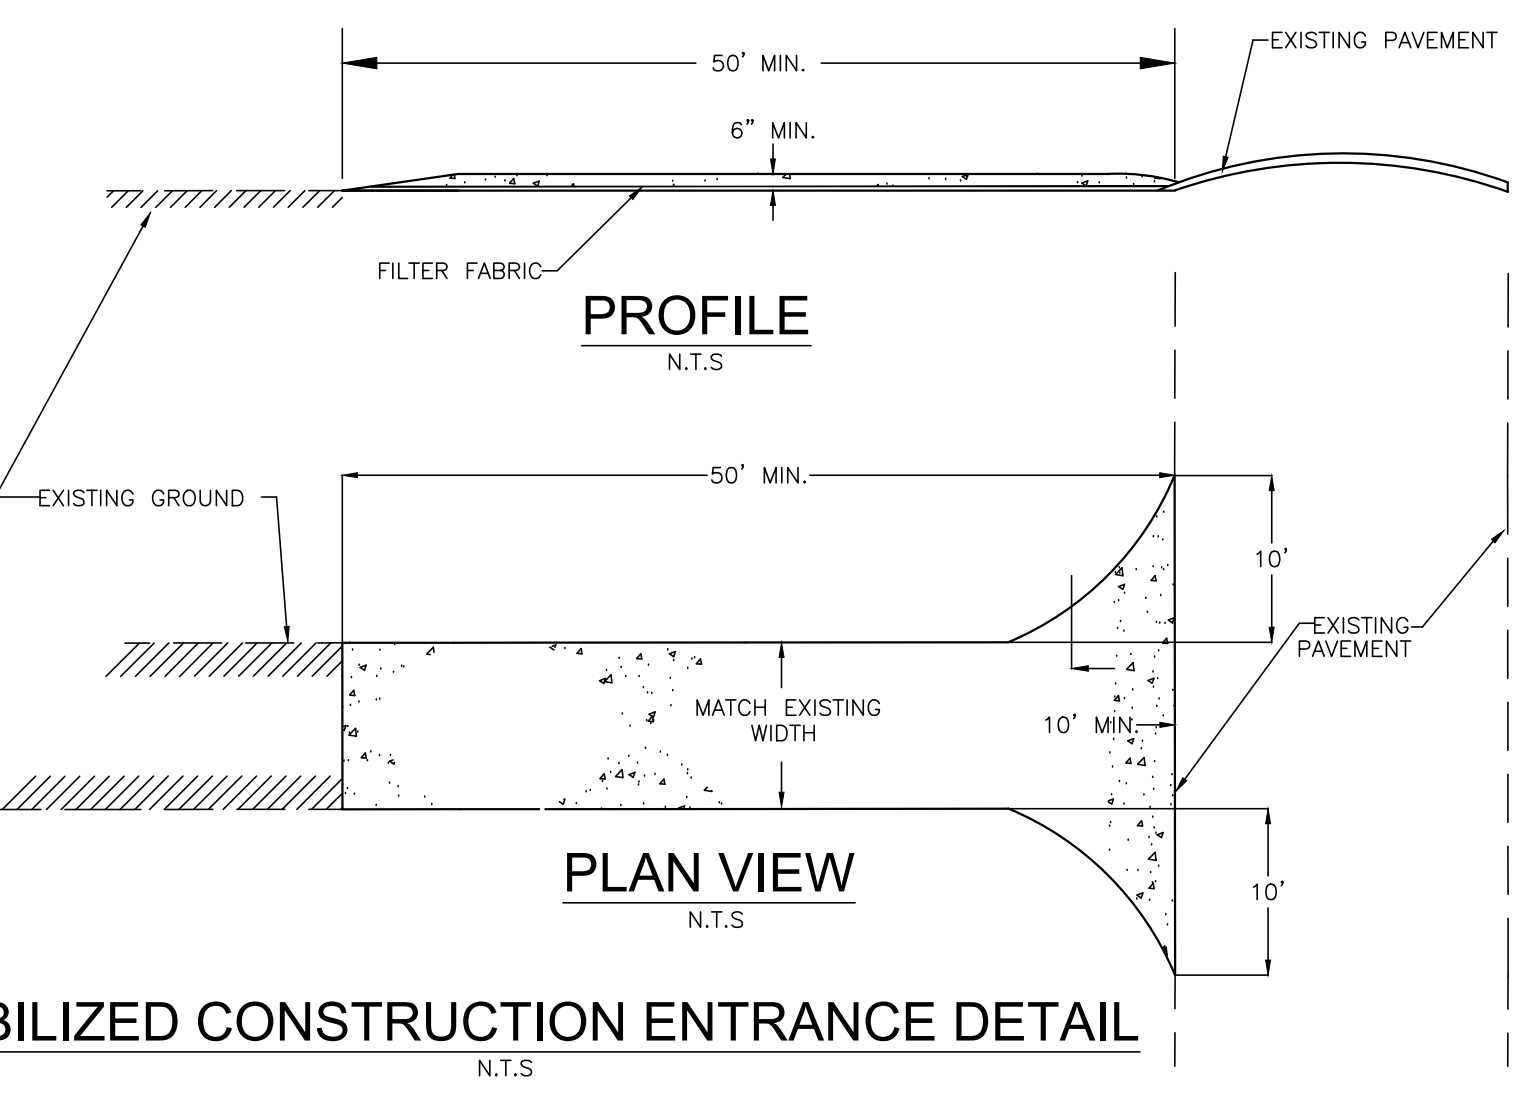 50' MIN.
EXISTING PAVEMENT
6" MIN.
FILTER FABRIC
PROFILE
N.T.S
50' MIN.
EXISTING GROUND
10'
EXISTING
PAVEMENT
MATCH EXISTING
WIDTH
10' MIN.
10'
PLAN VIEW
N.T.S
BILIZED CONSTRUCTION ENTRANCE DETAIL
N.T.S